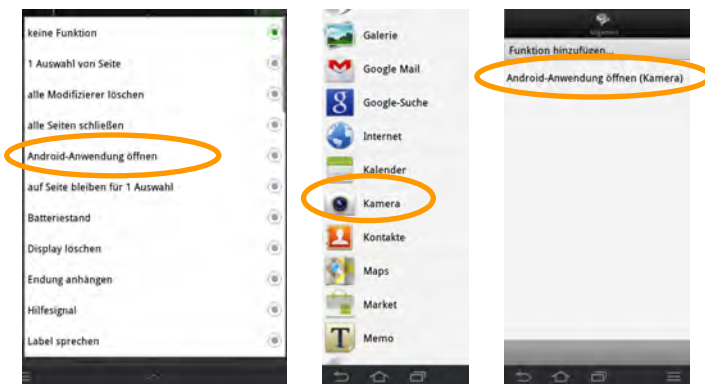 keine Funktion
1 Auswahl von Seite
alle Modifizierer löschen
alle Seiten schließen
Android-Anwendung öffnen
auf Seite bleiben für 1 Auswahl
Batteriestand
Display löschen
Endung anhängen
Hilfesignal
Label sprechen
Galerie
Google Mail
Google-Suche
Internet
Kalender
Kamera
Kontakte
Maps
Market
Memo
Allgemein
Funktion hinzufügen...
Android-Anwendung öffnen (Kamera)